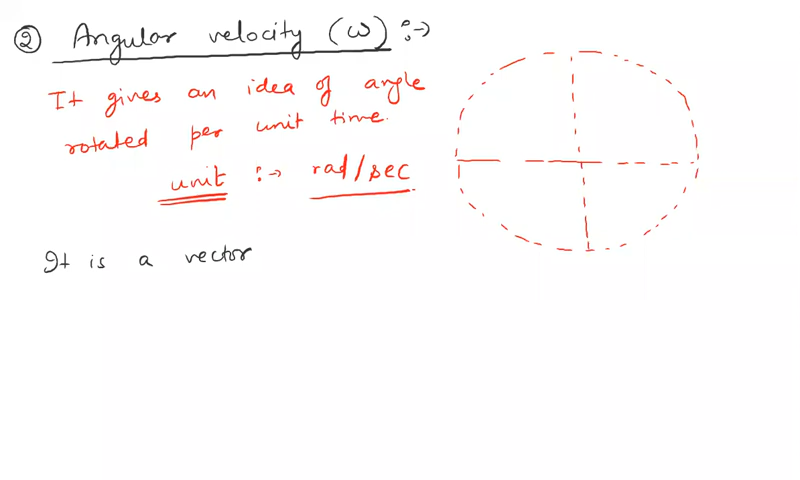 ② Angular velocity (ω) :→
It gives an idea of angle
rotated per unit time.
unit :→ rad/sec
It is a vector